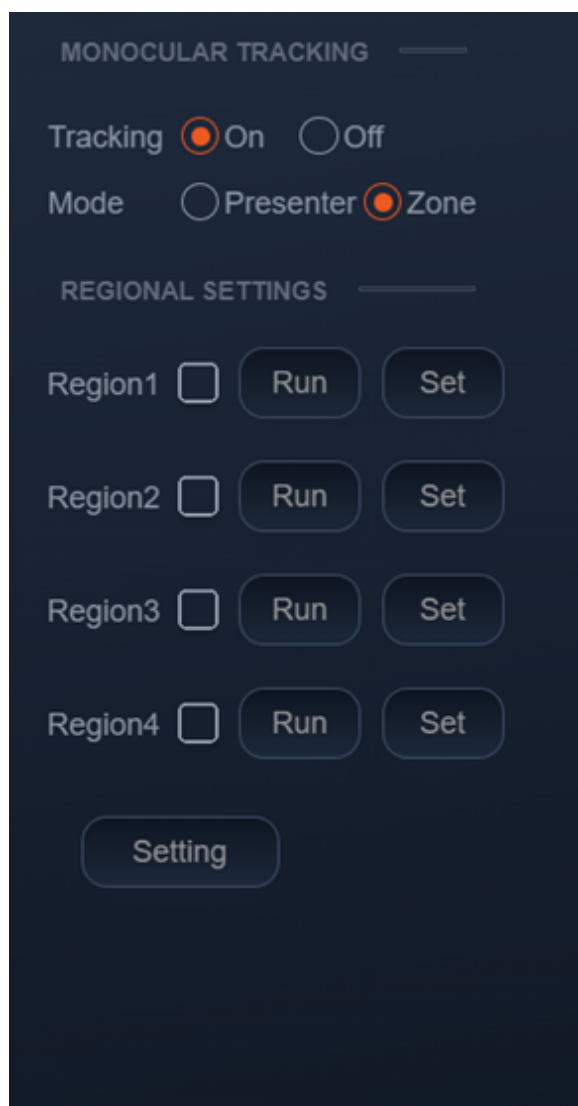 MONOCULAR TRACKING
Tracking On Off
Mode Presenter Zone
REGIONAL SETTINGS
Region1 Run Set
Region2 Run Set
Region3 Run Set
Region4 Run Set
Setting